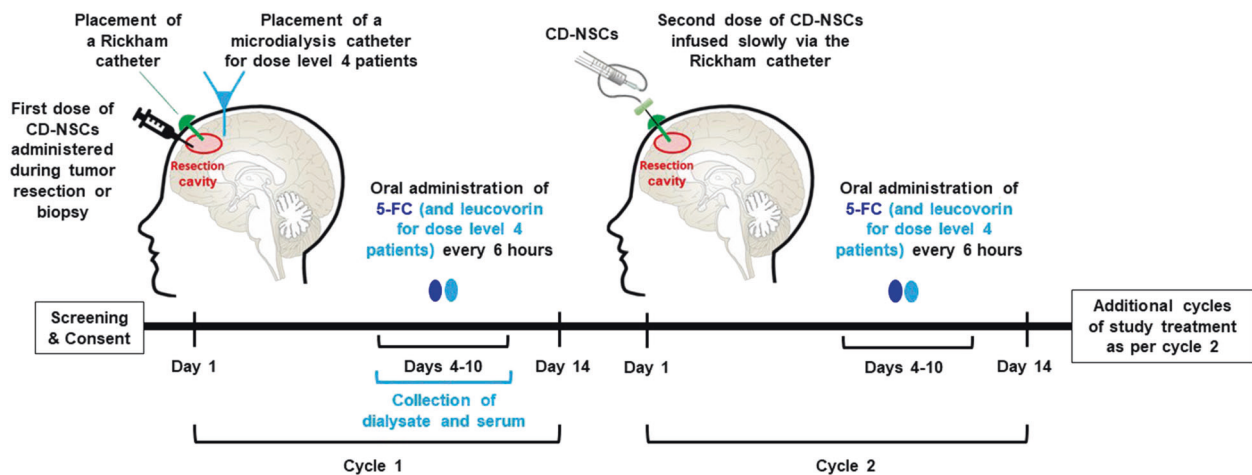 Placement of
a Rickham
catheter
Placement of a
microdialysis catheter
for dose level 4 patients
First dose of
CD-NSCs
administered
during tumor
resection or
biopsy
Resection
cavity
Oral administration of
5-FC (and leucovorin
for dose level 4
patients) every 6 hours
CD-NSCs
Second dose of CD-NSCs
infused slowly via the
Rickham catheter
Resection
cavity
Oral administration of
5-FC (and leucovorin
for dose level 4
patients) every 6 hours
Screening
& Consent
Additional cycles
of study treatment
as per cycle 2
Day 1
Days 4-10
Day 14
Day 1
Days 4-10
Day 14
Collection of
dialysate and serum
Cycle 1
Cycle 2